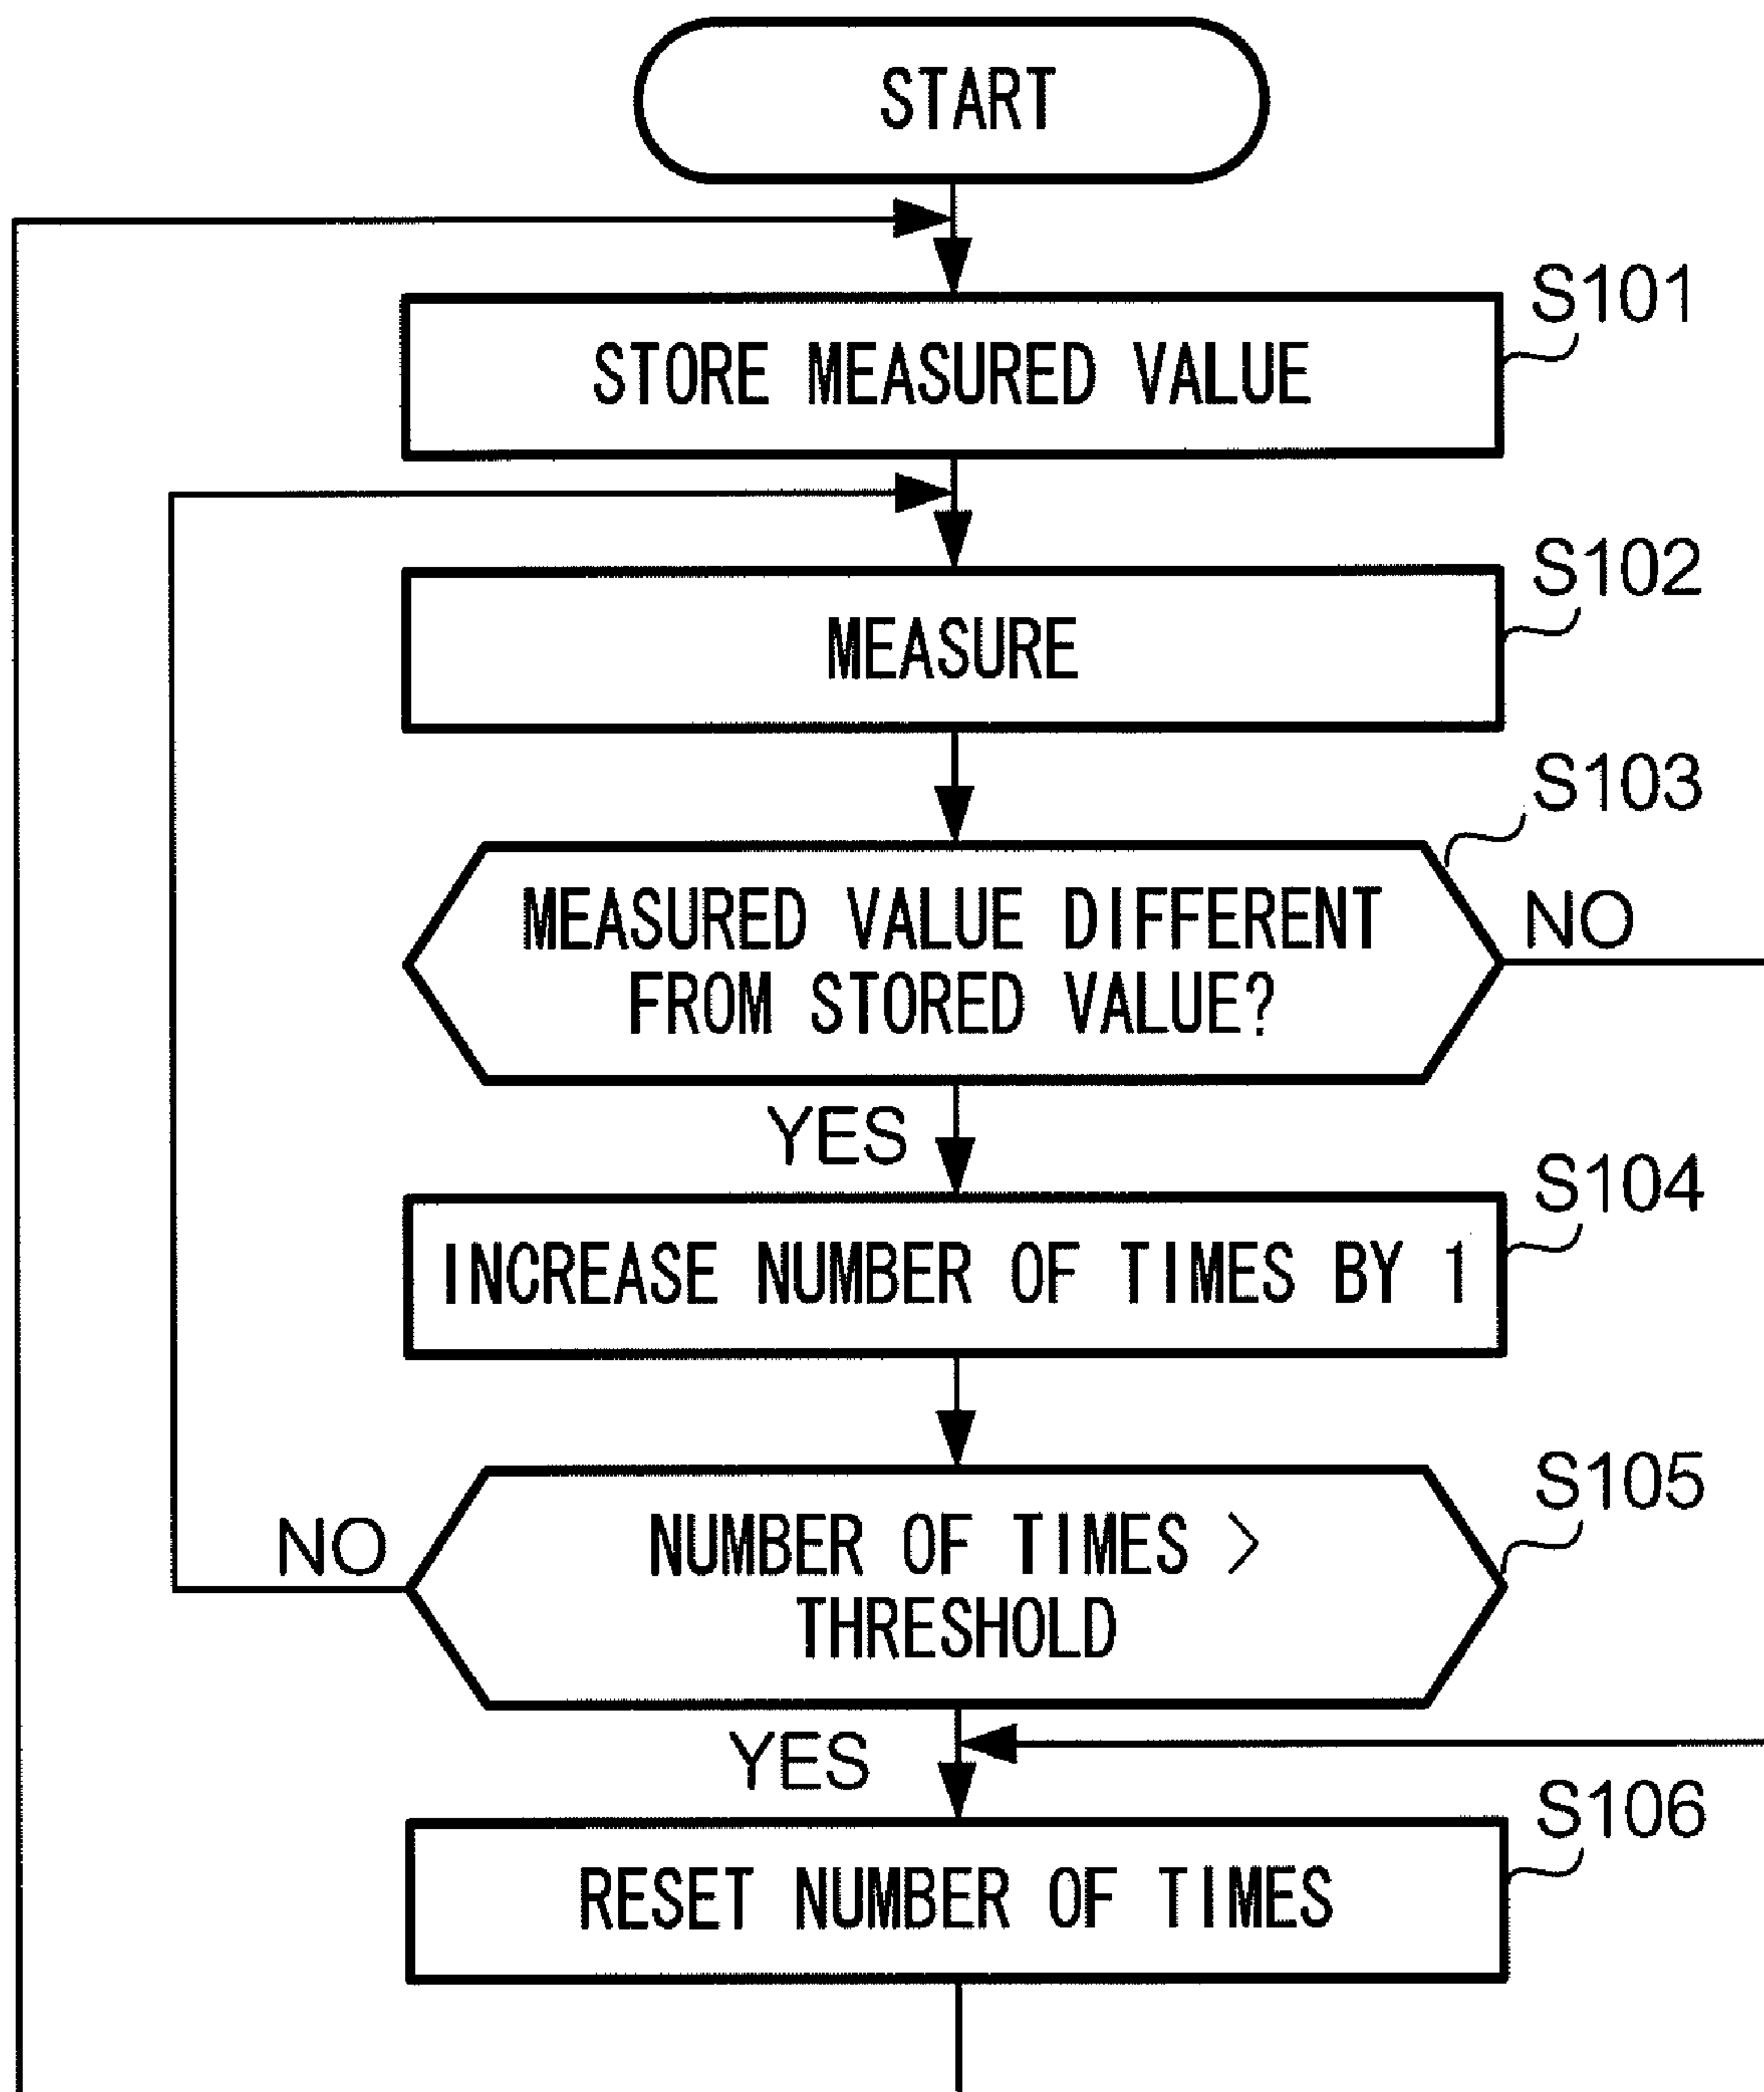 START
S101
STORE MEASURED VALUE
S102
MEASURE
S103
MEASURED VALUE DIFFERENT
FROM STORED VALUE?
NO
YES
S104
INCREASE NUMBER OF TIMES BY 1
S105
NO
NUMBER OF TIMES >
THRESHOLD
YES
S106
RESET NUMBER OF TIMES